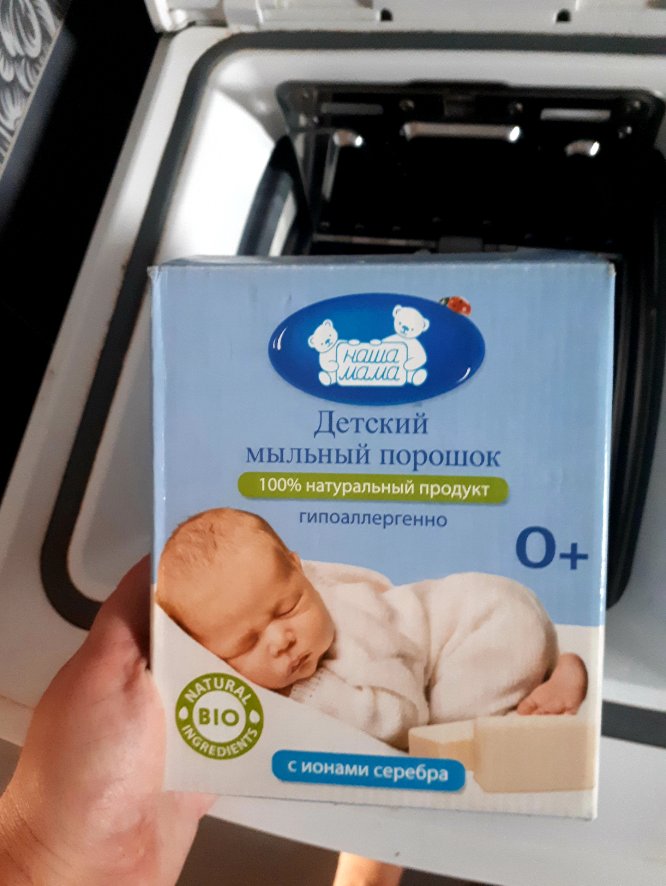 наша
мама
Детский
мыльный порошок
100% натуральный продукт
гипоаллергенно
0+
NATURAL
BIO
INGREDIENTS
с ионами серебра